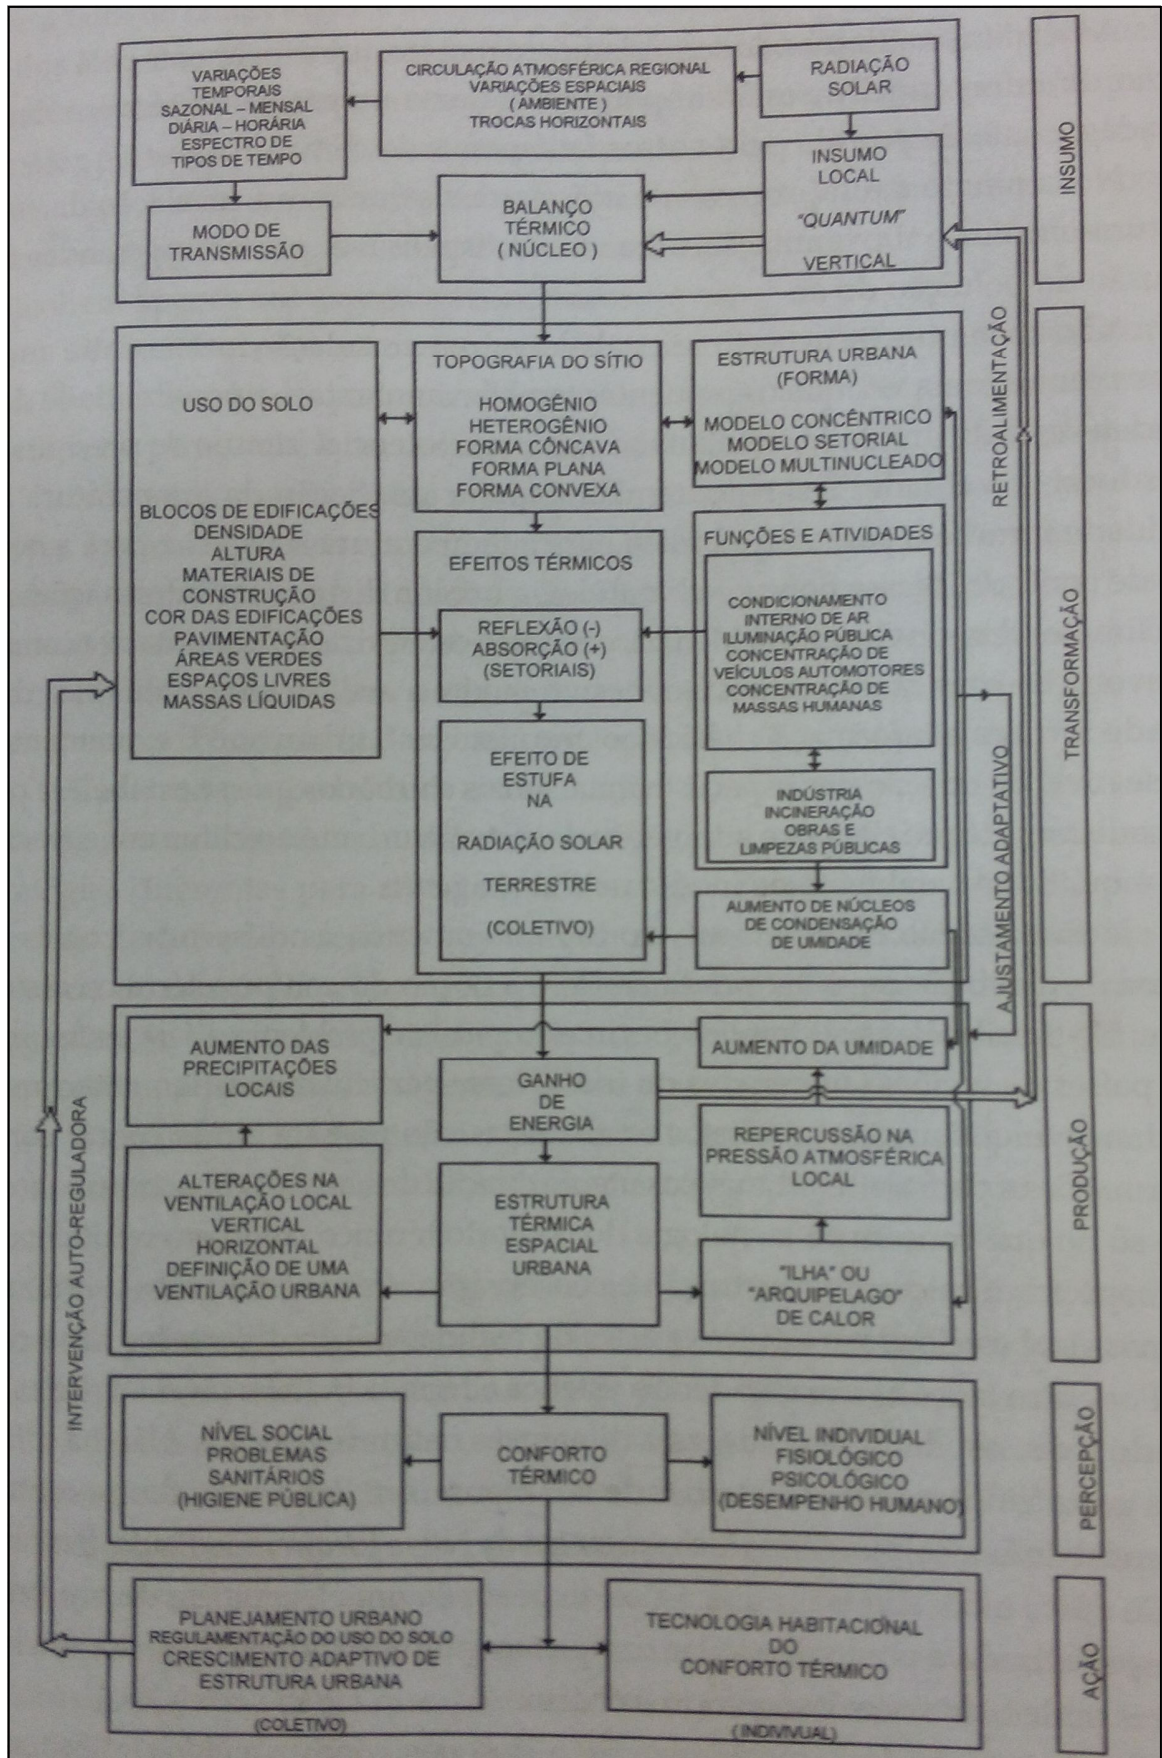 VARIAÇÕES
TEMPORAIS
SAZONAL – MENSAL
DIÁRIA – HORÁRIA
ESPECTRO DE
TIPOS DE TEMPO
CIRCULAÇÃO ATMOSFÉRICA REGIONAL
VARIAÇÕES ESPACIAIS
( AMBIENTE )
TROCAS HORIZONTAIS
RADIAÇÃO
SOLAR
MODO DE
TRANSMISSÃO
BALANÇO
TÉRMICO
( NÚCLEO )
INSUMO
LOCAL
"QUANTUM"
VERTICAL
INSUMO
USO DO SOLO
BLOCOS DE EDIFICAÇÕES
DENSIDADE
ALTURA
MATERIAIS DE
CONSTRUÇÃO
COR DAS EDIFICAÇÕES
PAVIMENTAÇÃO
ÁREAS VERDES
ESPAÇOS LIVRES
MASSAS LÍQUIDAS
TOPOGRAFIA DO SÍTIO
HOMOGÊNIO
HETEROGÊNIO
FORMA CÔNCAVA
FORMA PLANA
FORMA CONVEXA
ESTRUTURA URBANA
(FORMA)
MODELO CONCÊNTRICO
MODELO SETORIAL
MODELO MULTINUCLEADO
EFEITOS TÉRMICOS
REFLEXÃO (-)
ABSORÇÃO (+)
(SETORIAIS)
EFEITO DE
ESTUFA
NA
RADIAÇÃO SOLAR
TERRESTRE
(COLETIVO)
FUNÇÕES E ATIVIDADES
CONDICIONAMENTO
INTERNO DE AR
ILUMINAÇÃO PÚBLICA
CONCENTRAÇÃO DE
VEÍCULOS AUTOMOTORES
CONCENTRAÇÃO DE
MASSAS HUMANAS
INDÚSTRIA
INCINERAÇÃO
OBRAS E
LIMPEZAS PÚBLICAS
AUMENTO DE NÚCLEOS
DE CONDENSAÇÃO
DE UMIDADE
RETROALIMENTAÇÃO
AJUSTAMENTO ADAPTATIVO
TRANSFORMAÇÃO
AUMENTO DAS
PRECIPITAÇÕES
LOCAIS
GANHO
DE
ENERGIA
AUMENTO DA UMIDADE
REPERCUSSÃO NA
PRESSÃO ATMOSFÉRICA
LOCAL
ALTERAÇÕES NA
VENTILAÇÃO LOCAL
VERTICAL
HORIZONTAL
DEFINIÇÃO DE UMA
VENTILAÇÃO URBANA
ESTRUTURA
TÉRMICA
ESPACIAL
URBANA
"ILHA" OU
"ARQUIPELAGO"
DE CALOR
PRODUÇÃO
INTERVENÇÃO AUTO-REGULADORA
NÍVEL SOCIAL
PROBLEMAS
SANITÁRIOS
(HIGIENE PÚBLICA)
CONFORTO
TÉRMICO
NÍVEL INDIVIDUAL
FISIOLÓGICO
PSICOLÓGICO
(DESEMPENHO HUMANO)
PERCEPÇÃO
PLANEJAMENTO URBANO
REGULAMENTAÇÃO DO USO DO SOLO
CRESCIMENTO ADAPTIVO DE
ESTRUTURA URBANA
(COLETIVO)
TECNOLOGIA HABITACIONAL
DO
CONFORTO TÉRMICO
( INDIVIVUAL)
AÇÃO